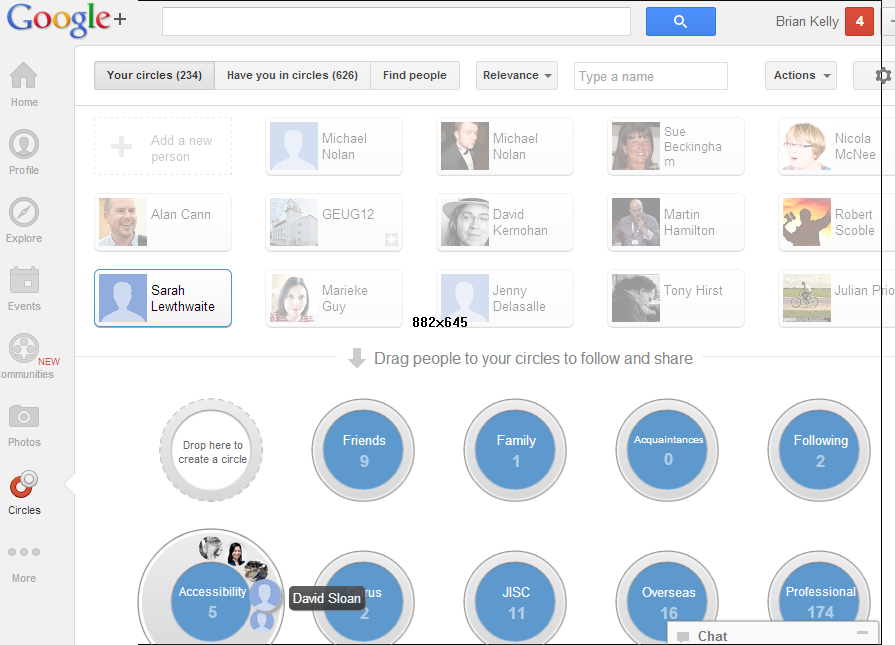 Google+
Brian Kelly 4
Your circles (234) Have you in circles (626) Find people Relevance Type a name Actions
Home
Profile
Explore
Events
NEW
ommunities
Photos
Circles
More
Add a new
person
Michael
Nolan
Michael
Nolan
Sue
Beckingha
m
Nicola
McNee
Alan Cann
GEUG12
David
Kernohan
Martin
Hamilton
Robert
Scoble
Sarah
Lewthwaite
Marieke
Guy
Jenny
Delasalle
Tony Hirst
Julian Prio
882x645
Drag people to your circles to follow and share
Drop here to
create a circle
Friends
9
Family
1
Acquaintances
0
Following
2
Accessibility
5
David Sloan
rus
2
JISC
11
Overseas
16
Professional
174
Chat